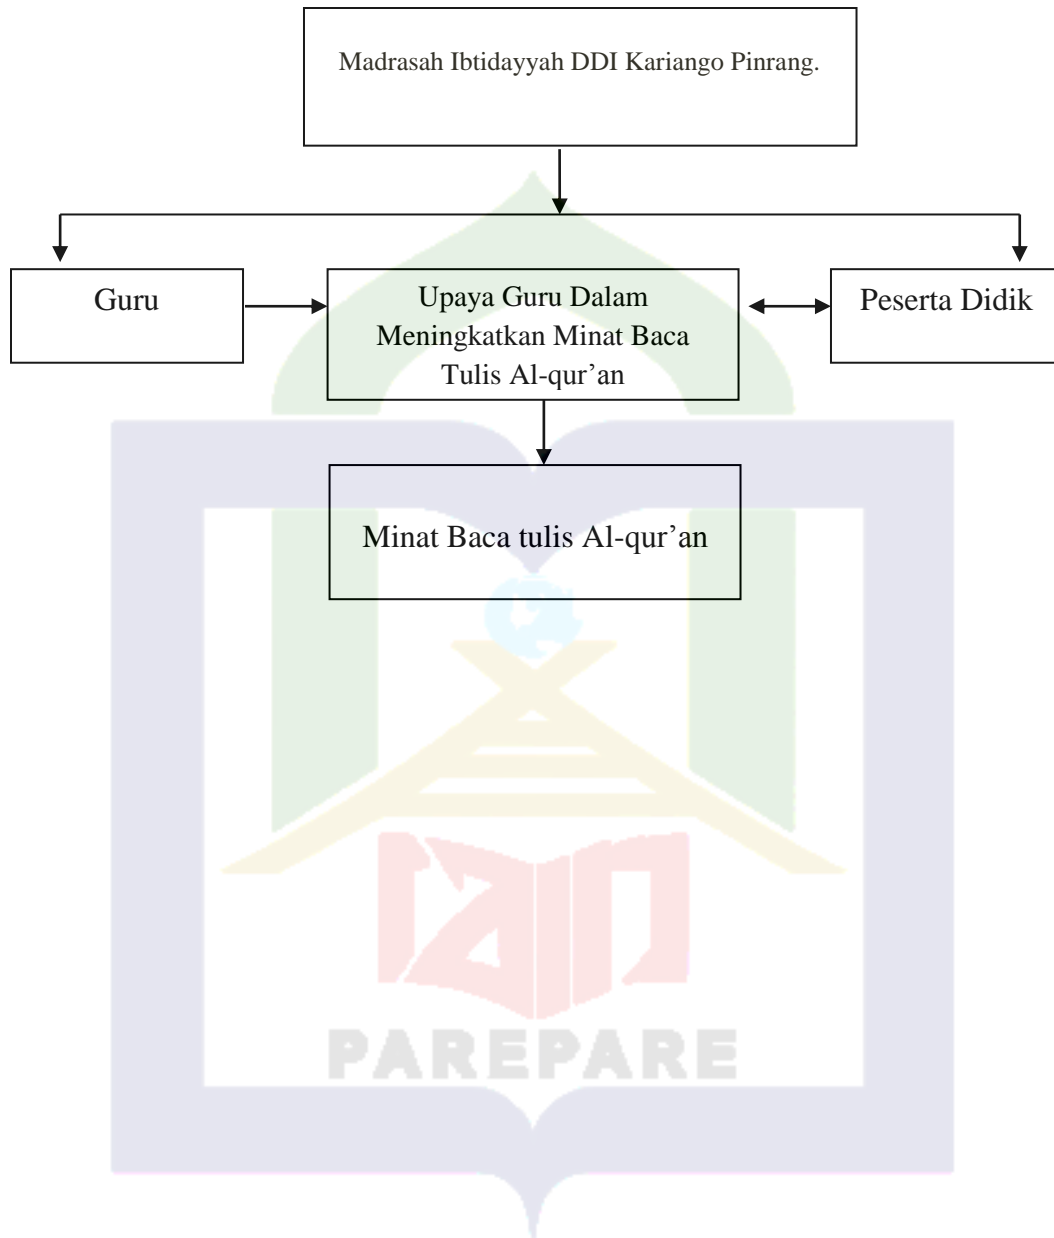 Madrasah Ibtidayyah DDI Kariango Pinrang.
Guru
Upaya Guru Dalam
Meningkatkan Minat Baca
Tulis Al-qur’an
Peserta Didik
Minat Baca tulis Al-qur’an
iain
PAREPARE